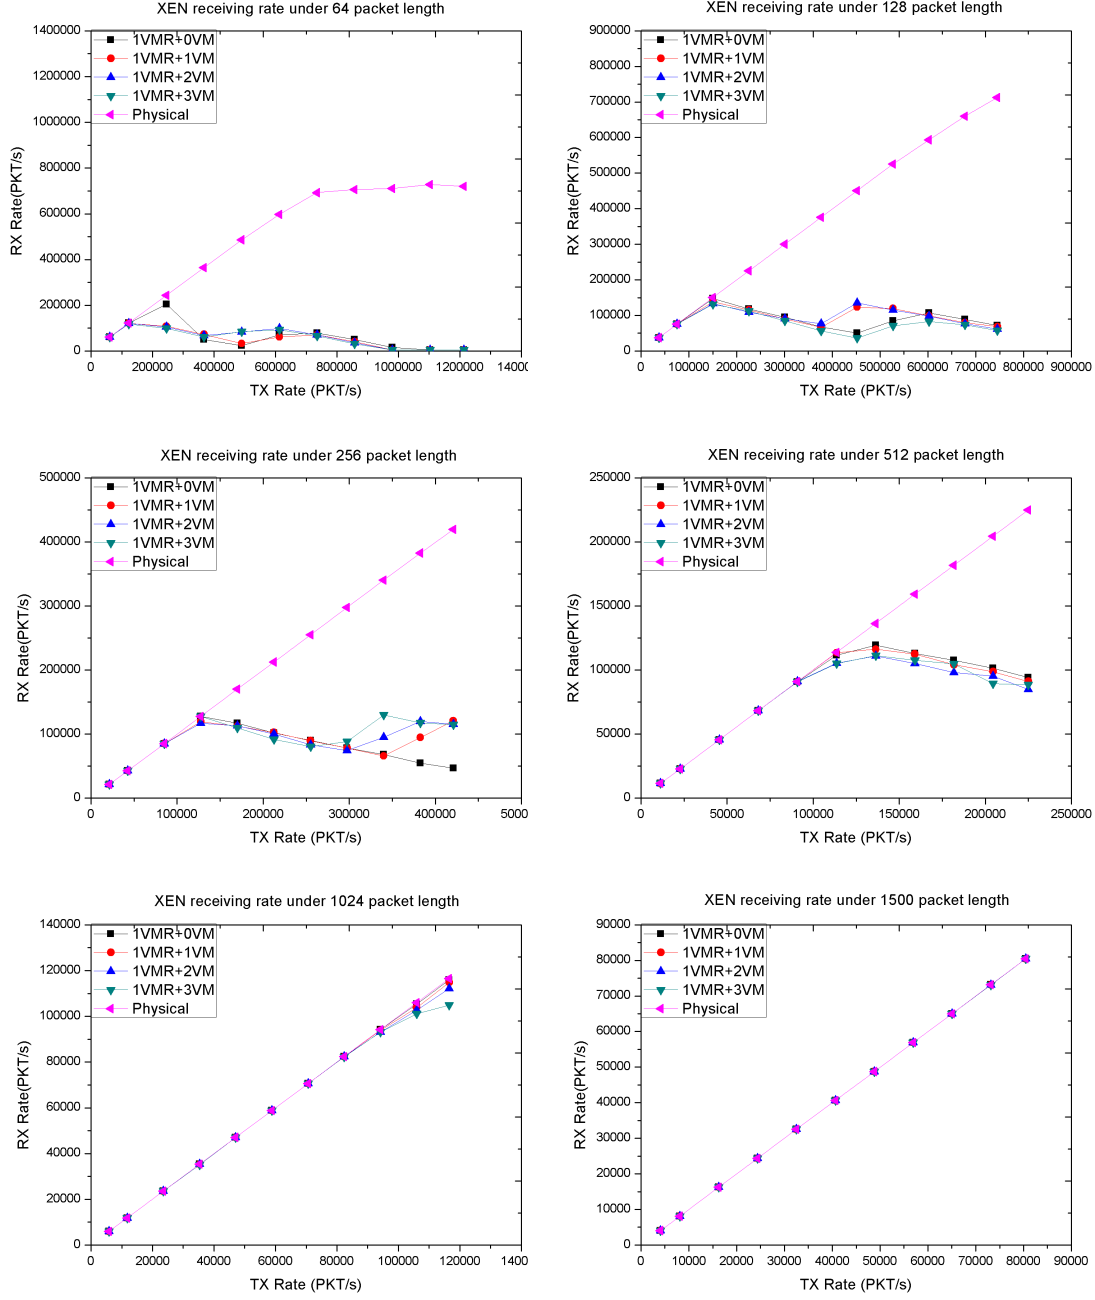 XEN receiving rate under 64 packet length
1400000
1200000
1000000
800000
600000
400000
200000
0
RX Rate(PKT/s)
1VMR+0VM
1VMR+1VM
1VMR+2VM
1VMR+3VM
Physical
0 200000 400000 600000 800000 1000000 1200000 14000
TX Rate (PKT/s)
XEN receiving rate under 128 packet length
900000
800000
700000
600000
500000
400000
300000
200000
100000
0
RX Rate(PKT/s)
1VMR+0VM
1VMR+1VM
1VMR+2VM
1VMR+3VM
Physical
0 100000 200000 300000 400000 500000 600000 700000 800000 900000
TX Rate (PKT/s)
XEN receiving rate under 256 packet length
500000
400000
300000
200000
100000
0
RX Rate(PKT/s)
1VMR+0VM
1VMR+1VM
1VMR+2VM
1VMR+3VM
Physical
0 100000 200000 300000 400000 5000
TX Rate (PKT/s)
XEN receiving rate under 512 packet length
250000
200000
150000
100000
50000
0
RX Rate(PKT/s)
1VMR+0VM
1VMR+1VM
1VMR+2VM
1VMR+3VM
Physical
0 50000 100000 150000 200000 250000
TX Rate (PKT/s)
XEN receiving rate under 1024 packet length
140000
120000
100000
80000
60000
40000
20000
0
RX Rate(PKT/s)
1VMR+0VM
1VMR+1VM
1VMR+2VM
1VMR+3VM
Physical
0 20000 40000 60000 80000 100000 120000 1400
TX Rate (PKT/s)
XEN receiving rate under 1500 packet length
90000
80000
70000
60000
50000
40000
30000
20000
10000
0
RX Rate(PKT/s)
1VMR+0VM
1VMR+1VM
1VMR+2VM
1VMR+3VM
Physical
0 10000 20000 30000 40000 50000 60000 70000 80000 90000
TX Rate (PKT/s)